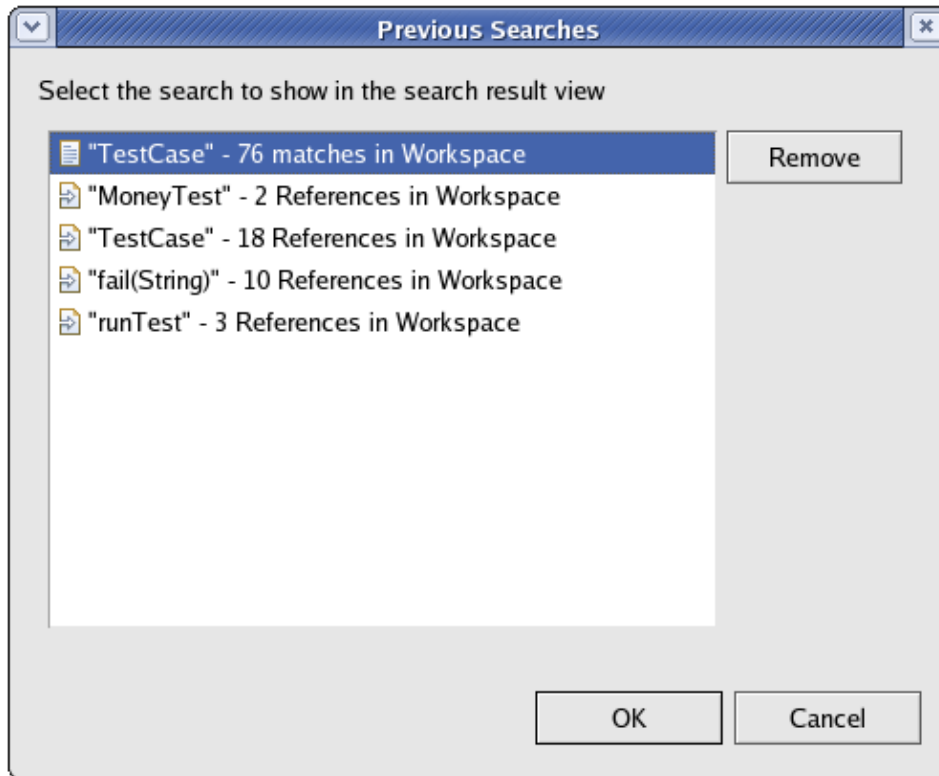 Previous Searches
Select the search to show in the search result view
"TestCase" - 76 matches in Workspace
Remove
"MoneyTest" - 2 References in Workspace
"TestCase" - 18 References in Workspace
"fail(String)" - 10 References in Workspace
"runTest" - 3 References in Workspace
OK
Cancel